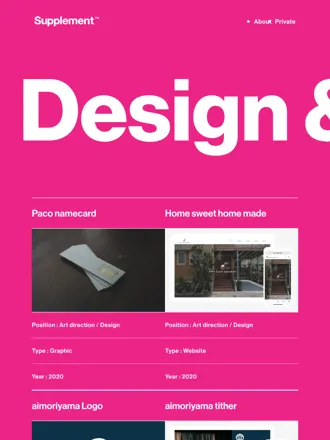 Supplement™
• About Private
Design &
Paco namecard
Home sweet home made
Position : Art direction / Design
Position : Art direction / Design
Type : Graphic
Type : Website
Year : 2020
Year : 2020
aimoriyama Logo
aimoriyama tither